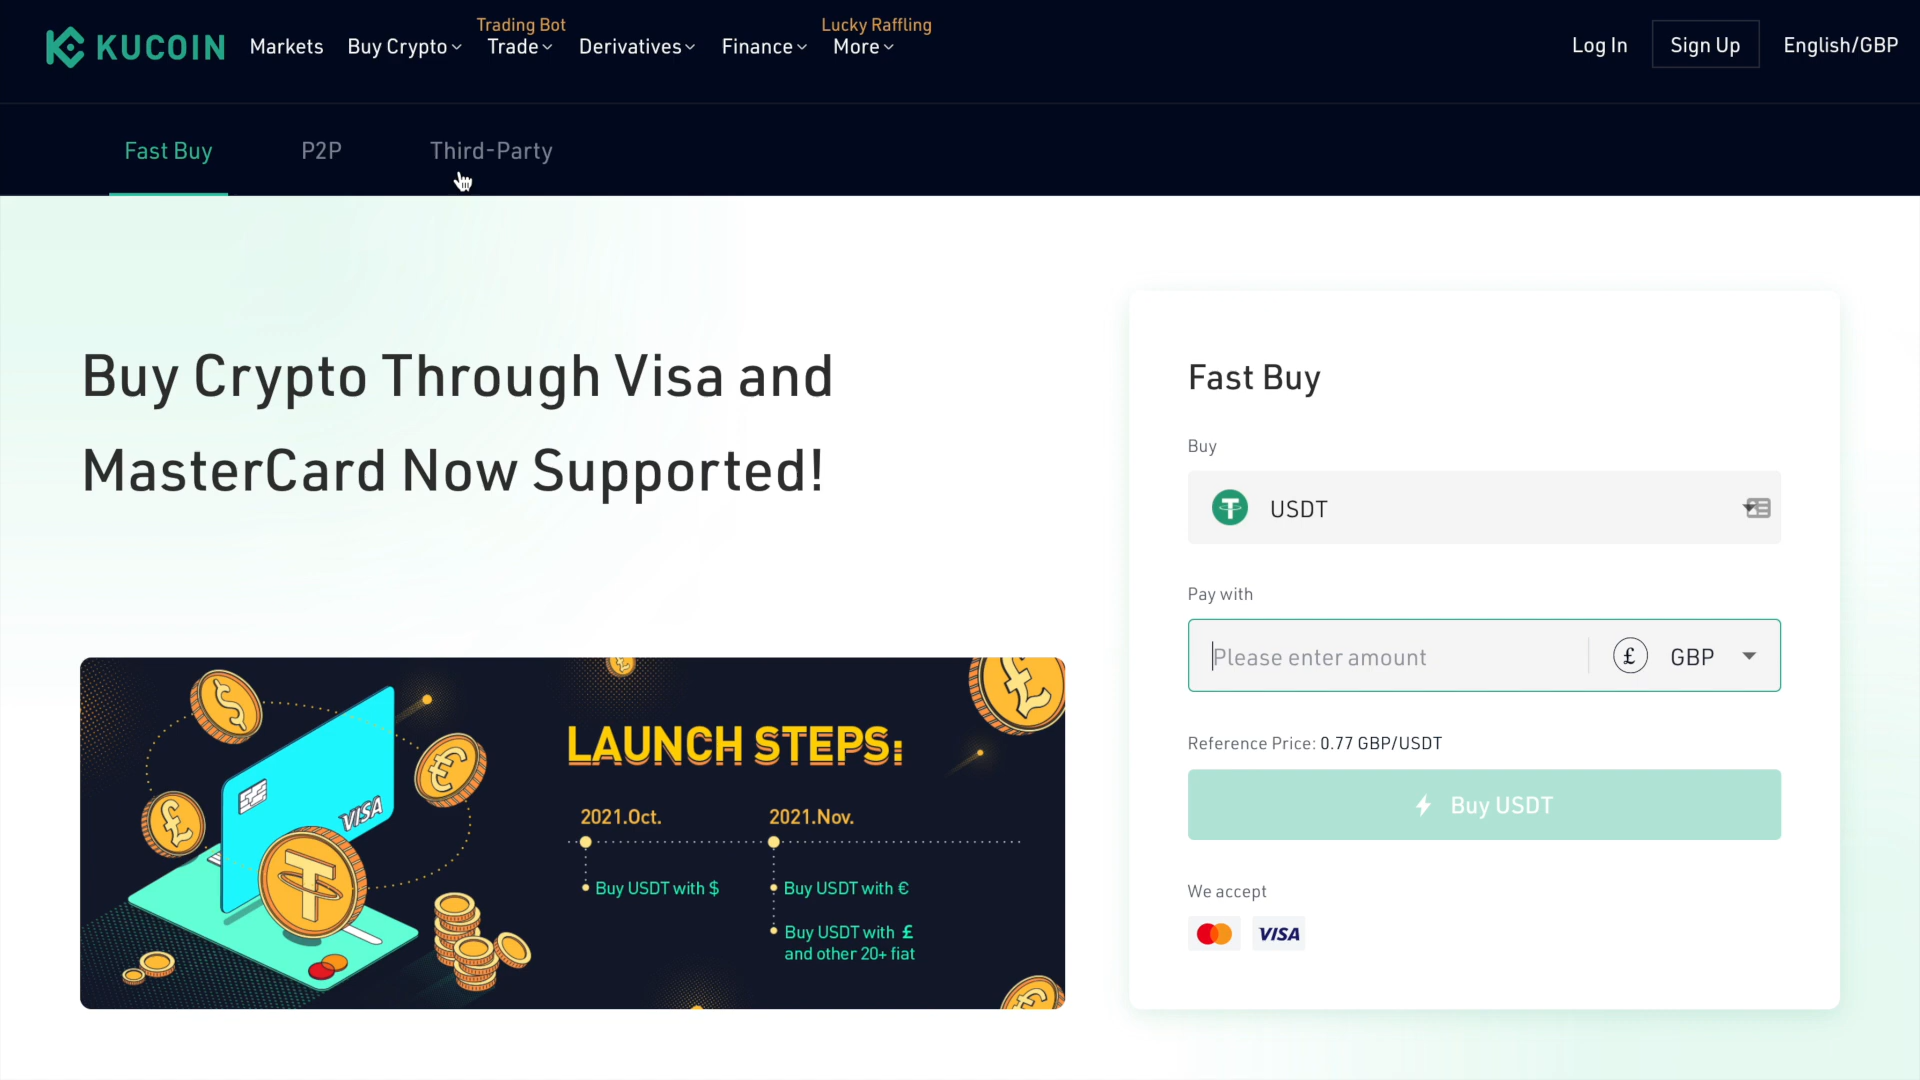 KUCOIN
Markets
Buy Crypto
Trading Bot
Trade
Derivatives
Finance
Lucky Raffling
More
Log In
Sign Up
English/GBP
Fast Buy
P2P
Third-Party
Buy Crypto Through Visa and
MasterCard Now Supported!
VISA
LAUNCH STEPS:
2021.Oct.
2021.Nov.
Buy USDT with $
Buy USDT with €
Buy USDT with £
and other 20+ fiat
Fast Buy
Buy
USDT
Pay with
Please enter amount
£ GBP
Reference Price: 0.77 GBP/USDT
Buy USDT
We accept
VISA